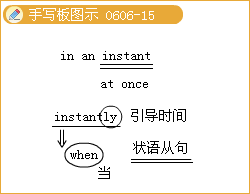 手写板图示 0606-15
in an instant
at once
instantly 引导时间
when 状语从句
当